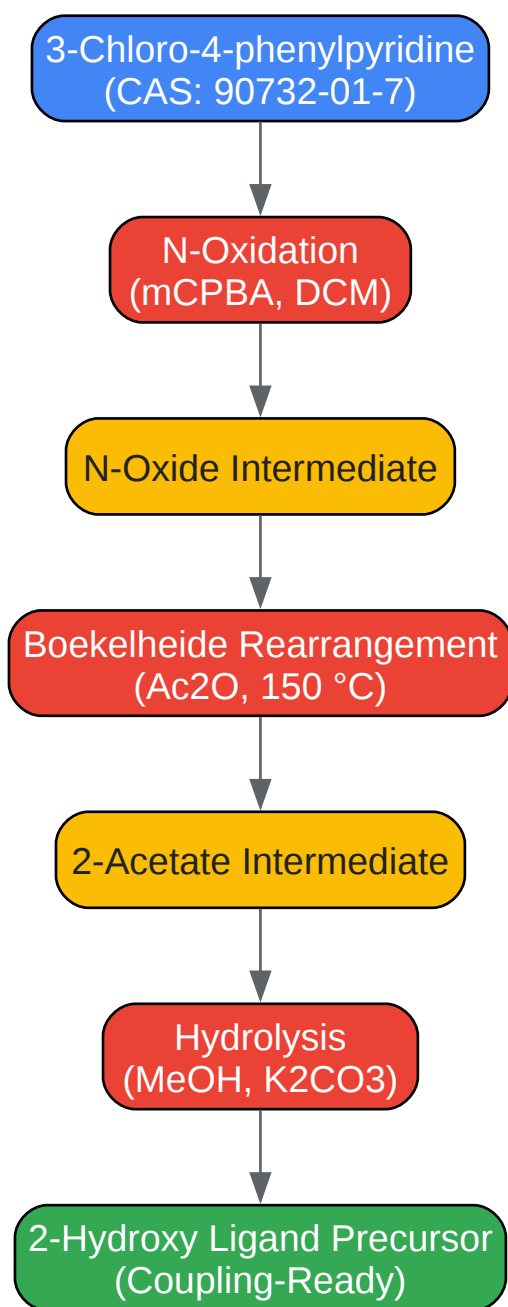 3-Chloro-4-phenylpyridine
(CAS: 90732-01-7)
N-Oxidation
(mCPBA, DCM)
N-Oxide Intermediate
Boekelheide Rearrangement
(Ac2O, 150 °C)
2-Acetate Intermediate
Hydrolysis
(MeOH, K2CO3)
2-Hydroxy Ligand Precursor
(Coupling-Ready)